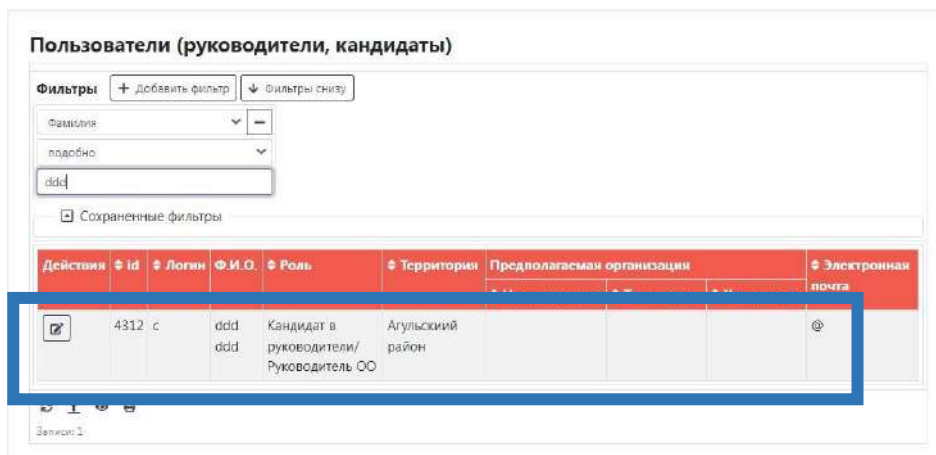 Пользователи (руководители, кандидаты)
Фильтры + Добавить фильтр ↓ Фильтры снизу
Фамилия
подобно
ddd
Сохраненные фильтры
Действия id Логин Ф.И.О. Роль Территория Предполагаемая организация Электронная
почта
4312 c ddd Кандидат в Агульскиий @
ddd руководители/ район
Руководитель ОО
Записи: 1